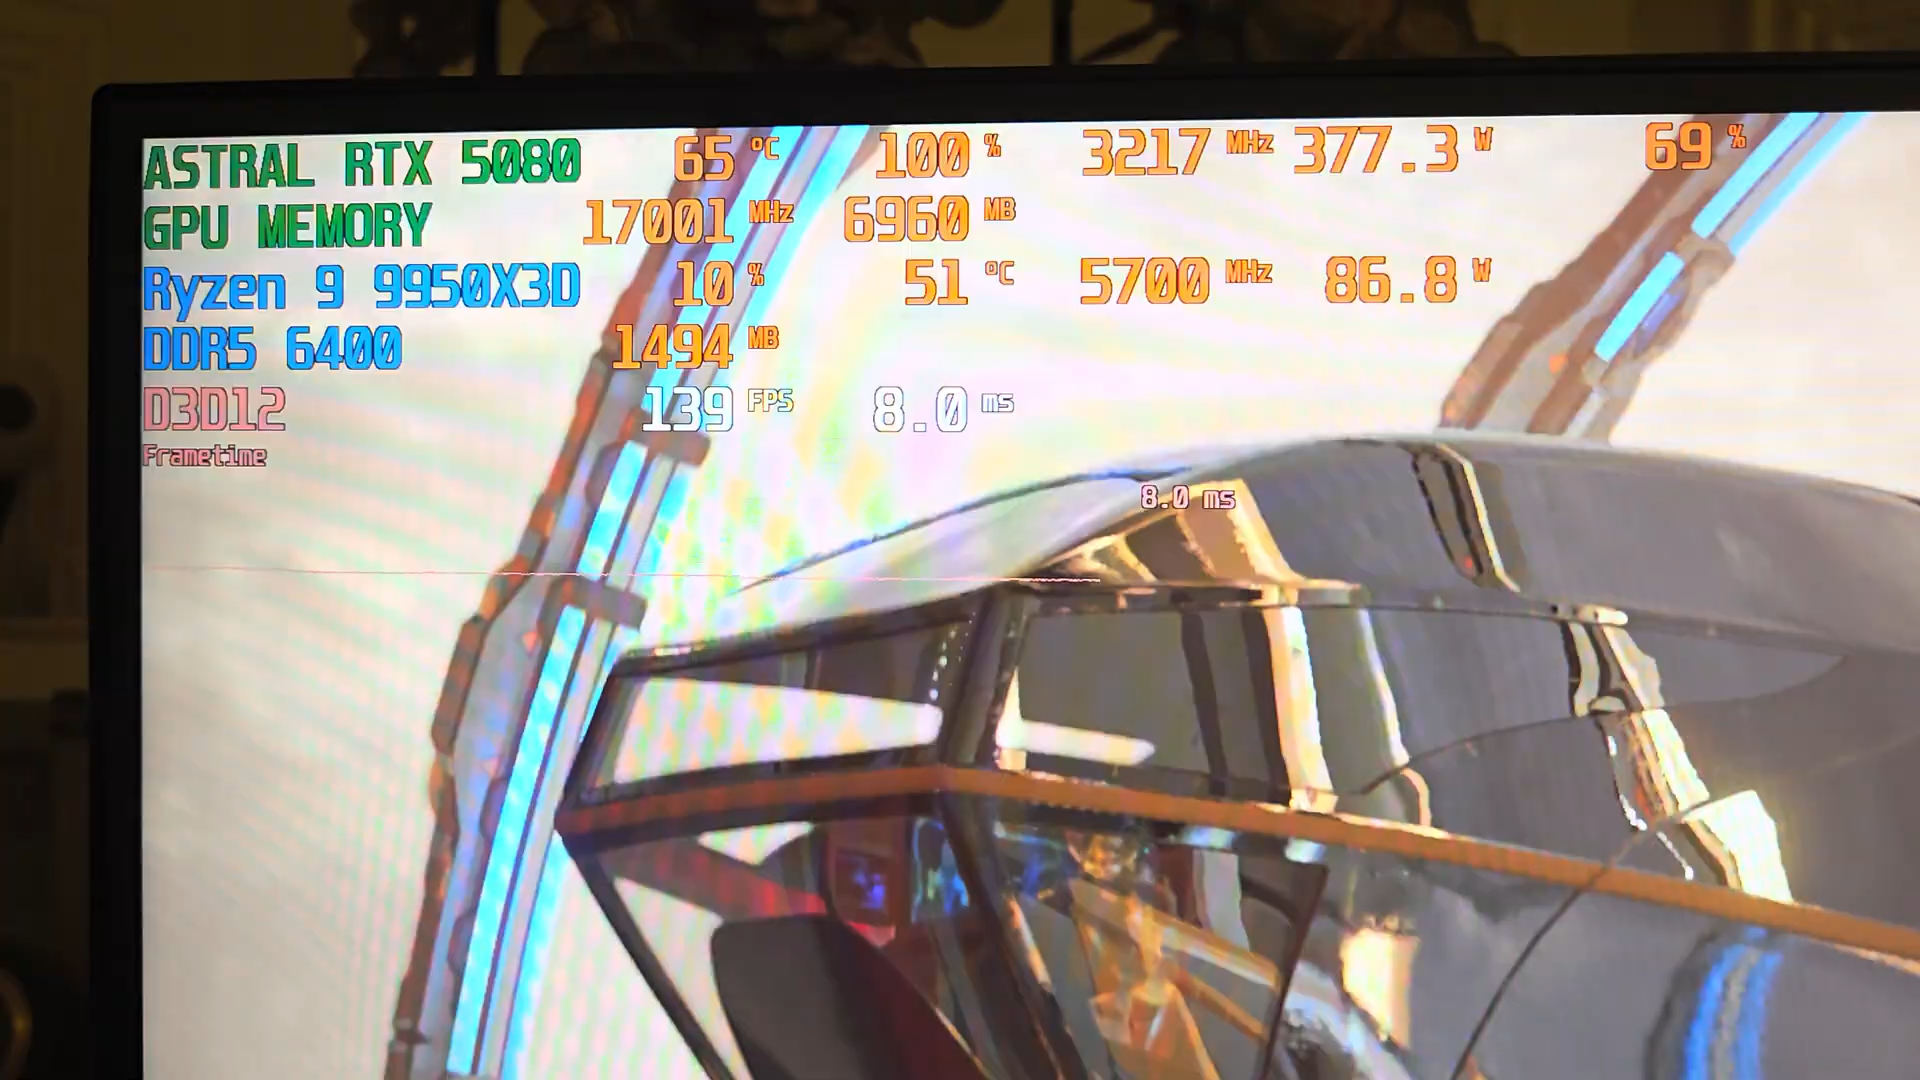 ASTRAL RTX 5080 65 °C 100 % 3217 MHz 377.3 W 69 %
GPU MEMORY 17001 MHz 6960 MB
Ryzen 9 9950X3D 10 % 51 °C 5700 MHz 86.8 W
DDR5 6400 1494 MB
D3D12 139 FPS 8.0 ms
Frametime
8.0 ms